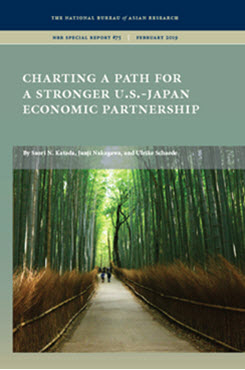 THE NATIONAL BUREAU of ASIAN RESEARCH
NBR SPECIAL REPORT #75 | FEBRUARY 2019
CHARTING A PATH FOR
A STRONGER U.S.-JAPAN
ECONOMIC PARTNERSHIP
By Saori N. Katada, Junji Nakagawa, and Ulrike Schaede